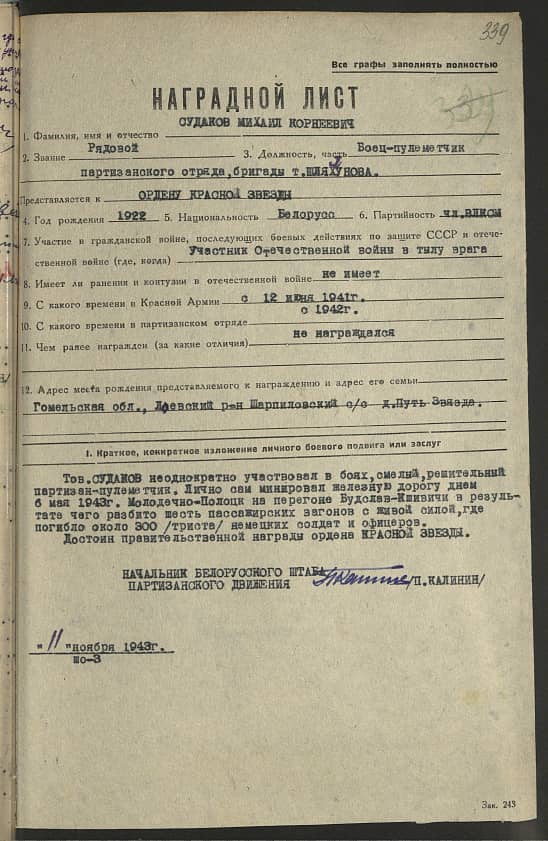 339
Все графы заполнять полностью
НАГРАДНОЙ ЛИСТ
1. Фамилия, имя и отчество СУДАКОВ МИХАИЛ КОРНЕЕВИЧ
2. Звание Рядовой 3. Должность, часть Боец-пулеметчик
партизанского отряда, бригады т.ШЛЯХТУНОВА.
Представляется к ОРДЕНУ КРАСНОЙ ЗВЕЗДЫ
4. Год рождения 1922 5. Национальность Белорусс 6. Партийность чл.ВЛКСМ
7. Участие в гражданской войне, последующих боевых действиях по защите СССР и отече-
ственной войне (где, когда) Участник Отечественной войны в тылу врага
8. Имеет ли ранения и контузии в отечественной войне не имеет
9. С какого времени в Красной Армии с 12 июня 1941г.
10. С какого времени в партизанском отряде с 1942г.
11. Чем ранее награжден (за какие отличия) не награждался
12. Адрес места рождения представляемого к награждению и адрес его семьи
Гомельская обл., Лоевский р-н Шарпиловский с/с д.Путь Звязда.
I. Краткое, конкретное изложение личного боевого подвига или заслуг
Тов.СУДАКОВ неоднократно участвовал в боях, смелый, решительный
партизан-пулеметчик. Лично сам минировал железную дорогу днем
6 мая 1943г. Молодечно-Полоцк на перегоне Будслав-Кшивичи в резуль-
тате чего разбито шесть пассажирских вагонов с живой силой, где
погибло около 300 /триста/ немецких солдат и офицеров.
Достоин правительственной награды ордена КРАСНОЙ ЗВЕЗДЫ.
НАЧАЛЬНИК БЕЛОРУССКОГО ШТАБА
ПАРТИЗАНСКОГО ДВИЖЕНИЯ /П.КАЛИНИН/
"11" ноября 1943г.
шо-3
Зак. 243